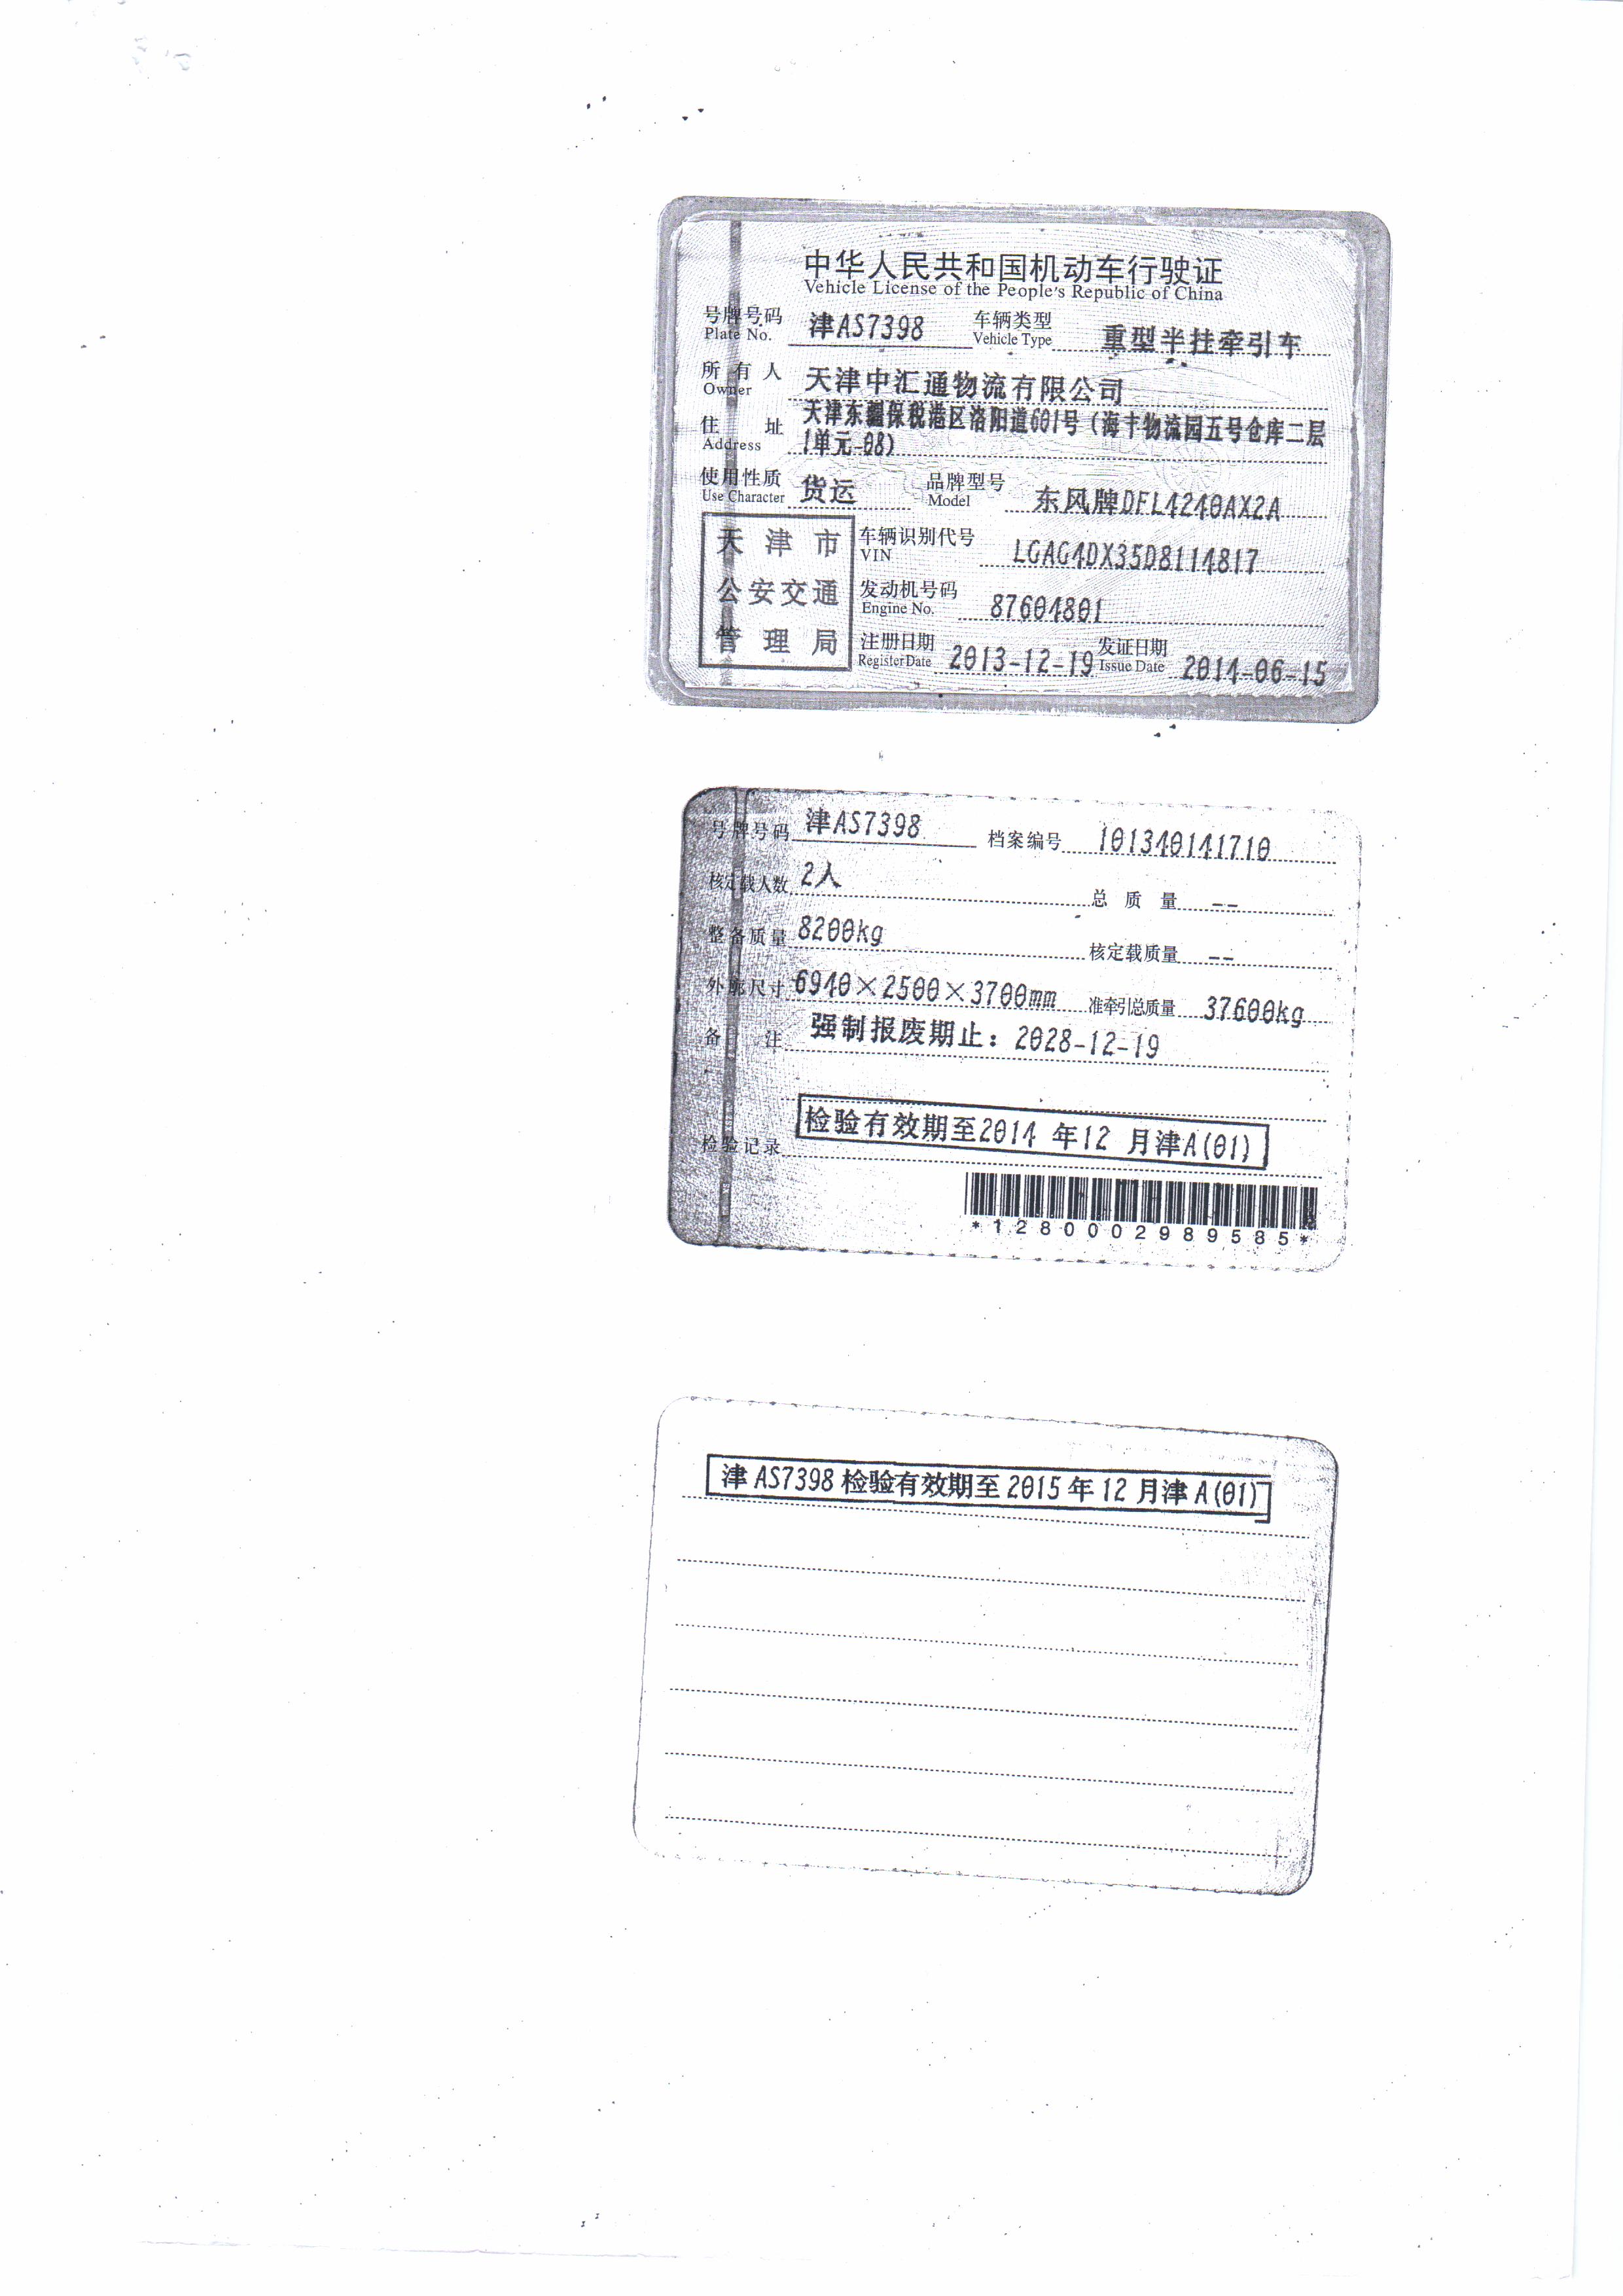 中华人民共和国机动车行驶证
Vehicle License of the People's Republic of China
号牌号码 津AS7398 车辆类型 重型半挂牵引车
Plate No. Vehicle Type
所有人 天津中汇通物流有限公司
Owner
住址 天津东疆保税港区洛阳道601号（海丰物流园五号仓库二层
Address 1单元-08）
使用性质 货运 品牌型号 东风牌DFL4240AX2A
Use Character Model
天津市 车辆识别代号 LGAG4DX35D8114817
VIN
公安交通 发动机号码 87604801
Engine No.
管理局 注册日期 2013-12-19 发证日期 2014-06-15
Register Date Issue Date
号牌号码 津AS7398 档案编号 101340141710
核定载人数 2人 总质量 --
整备质量 8200kg 核定载质量 --
外廓尺寸 6940×2500×3700mm 准牵引总质量 37600kg
备注 强制报废期止：2028-12-19
检验有效期至2014 年12 月津A(01)
检验记录
*1280002989585*
津AS7398检验有效期至2015年12月津A(01)